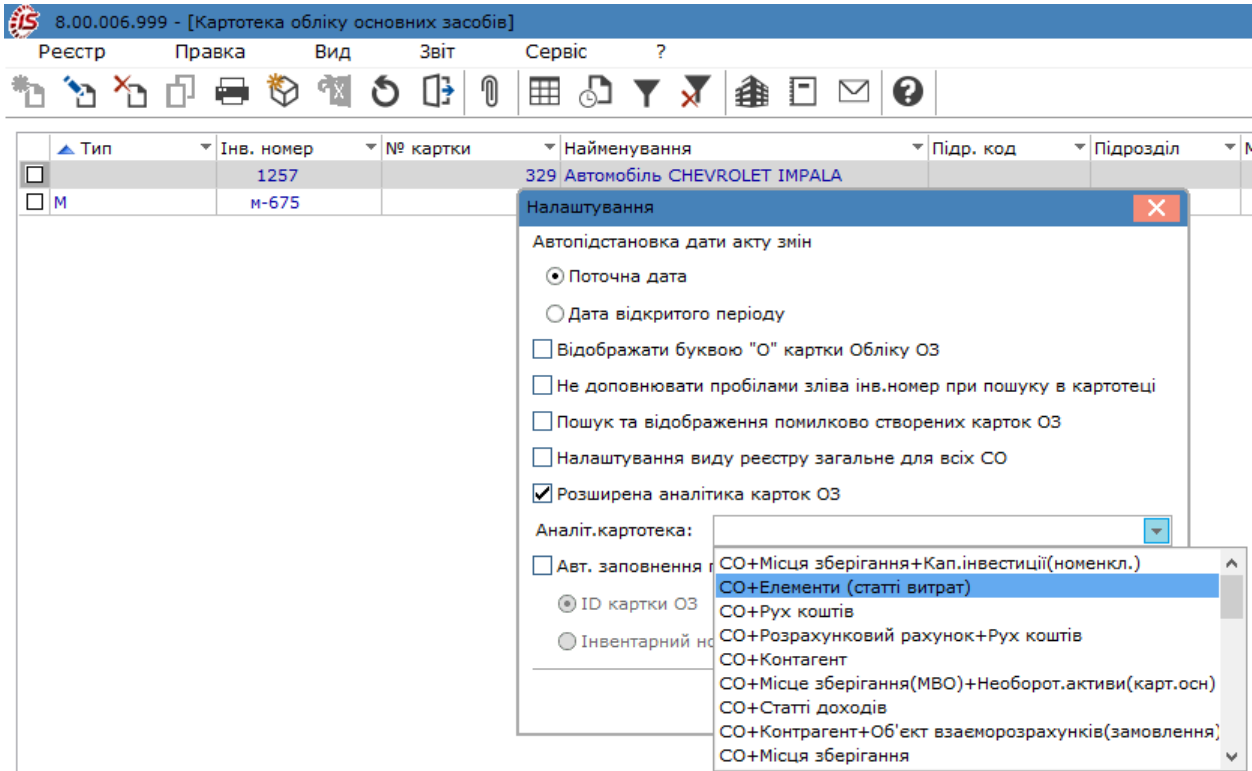 iS 8.00.006.999 - [Картотека обліку основних засобів]
Реєстр Правка Вид Звіт Сервіс ?
Тип Інв. номер № картки Найменування Підр. код Підрозділ
1257 329 Автомобіль CHEVROLET IMPALA
М м-675
Налаштування
Автопідстановка дати акту змін
Поточна дата
Дата відкритого періоду
Відображати буквою "О" картки Обліку ОЗ
Не доповнювати пробілами зліва інв.номер при пошуку в картотеці
Пошук та відображення помилково створених карток ОЗ
Налаштування виду реєстру загальне для всіх СО
Розширена аналітика карток ОЗ
Аналіт.картотека:
СО+Місця зберігання+Кап.інвестиції(номенкл.)
Авт. заповнення
СО+Елементи (статті витрат)
ID картки ОЗ
СО+Рух коштів
СО+Розрахунковий рахунок+Рух коштів
Інвентарний
СО+Контагент
СО+Місце зберігання(МВО)+Необорот.активи(карт.осн)
СО+Статті доходів
СО+Контрагент+Об'єкт взаєморозрахунків(замовлення)
СО+Місця зберігання